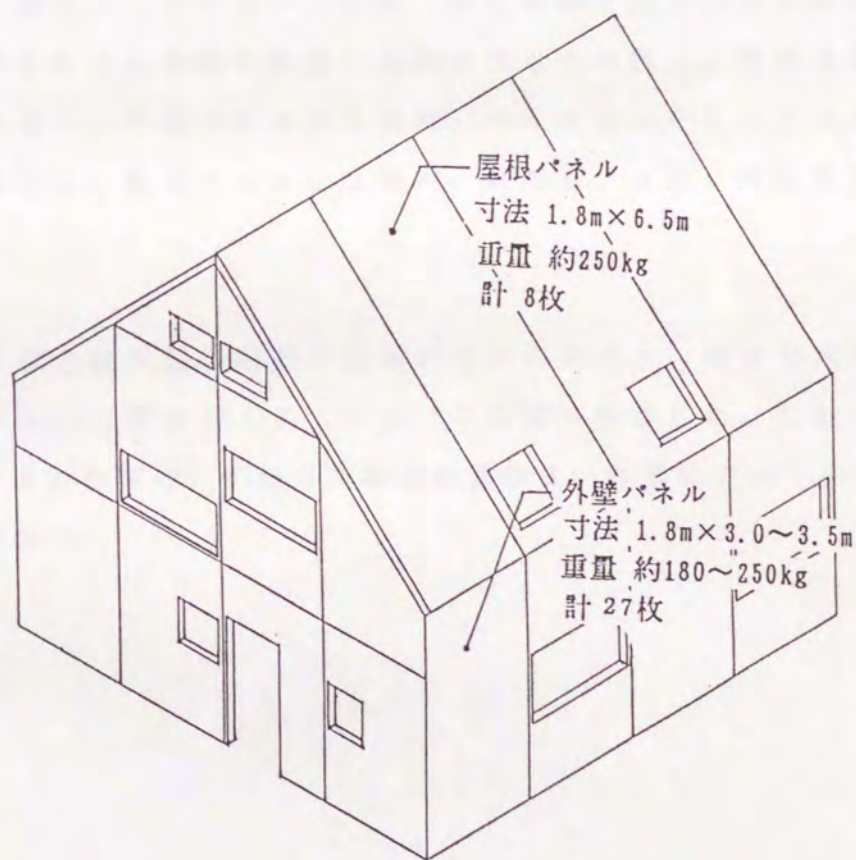 屋根パネル
寸法 1.8m×6.5m
重量 約250kg
計 8枚
外壁パネル
寸法 1.8m×3.0～3.5m
重量 約180～250kg
計 27枚